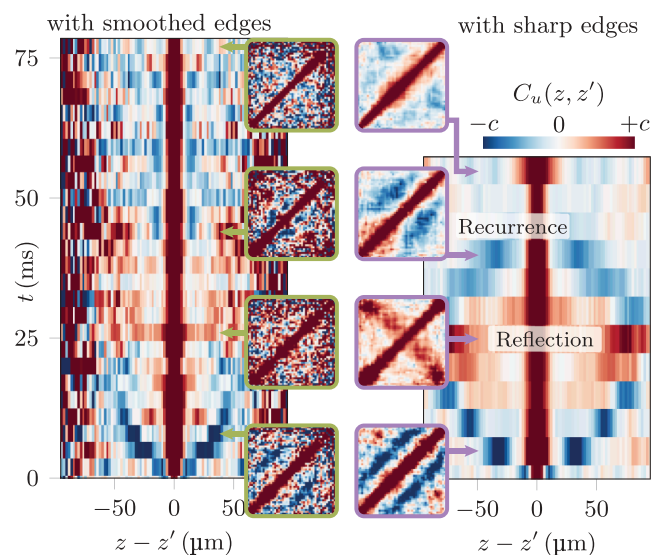 with smoothed edges
with sharp edges
C_u(z, z′)
−c 0 +c
75
50
25
0
t (ms)
Recurrence
Reflection
−50 0 50
z − z′ (μm)
−50 0 50
z − z′ (μm)